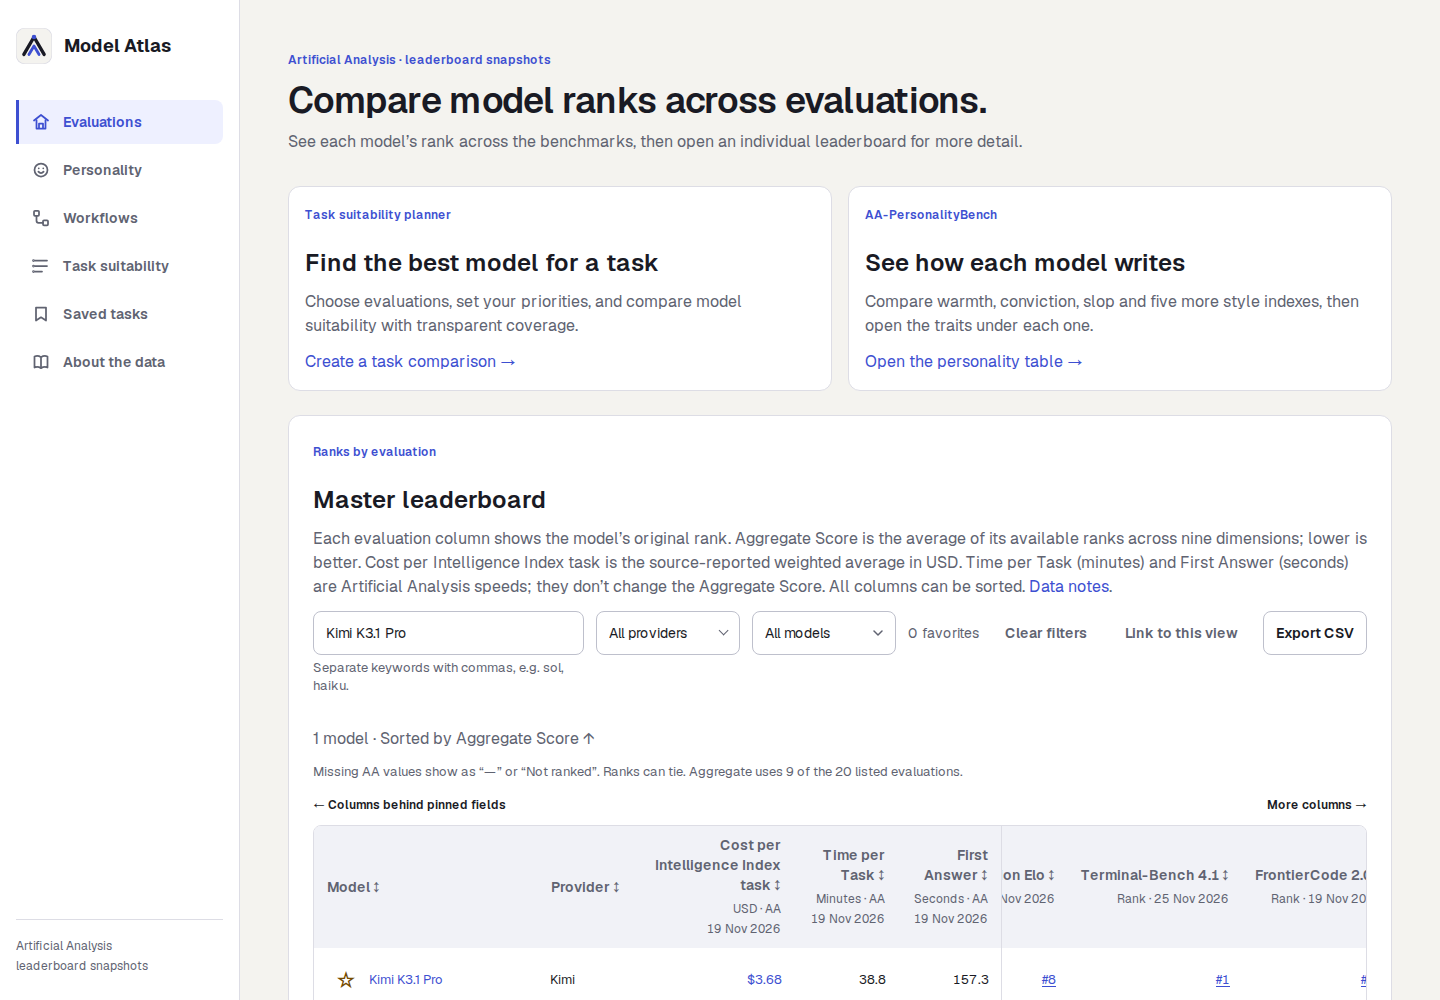 Model Atlas
Evaluations
Personality
Workflows
Task suitability
Saved tasks
About the data
Artificial Analysis
leaderboard snapshots
Artificial Analysis · leaderboard snapshots
Compare model ranks across evaluations.
See each model’s rank across the benchmarks, then open an individual leaderboard for more detail.
Task suitability planner
Find the best model for a task
Choose evaluations, set your priorities, and compare model
suitability with transparent coverage.
Create a task comparison →
AA-PersonalityBench
See how each model writes
Compare warmth, conviction, slop and five more style indexes, then
open the traits under each one.
Open the personality table →
Ranks by evaluation
Master leaderboard
Each evaluation column shows the model’s original rank. Aggregate Score is the average of its available ranks across nine dimensions; lower is
better. Cost per Intelligence Index task is the source-reported weighted average in USD. Time per Task (minutes) and First Answer (seconds)
are Artificial Analysis speeds; they don’t change the Aggregate Score. All columns can be sorted. Data notes.
Kimi K3.1 Pro
All providers
All models
0 favorites
Clear filters
Link to this view
Export CSV
Separate keywords with commas, e.g. sol,
haiku.
1 model · Sorted by Aggregate Score ↑
Missing AA values show as “—” or “Not ranked”. Ranks can tie. Aggregate uses 9 of the 20 listed evaluations.
← Columns behind pinned fields
More columns →
Model ↕
Provider ↕
Cost per
Intelligence Index
task ↕
USD · AA
19 Nov 2026
Time per
Task ↕
Minutes · AA
19 Nov 2026
First
Answer ↕
Seconds · AA
19 Nov 2026
on Elo ↕
Nov 2026
Terminal-Bench 4.1 ↕
Rank · 25 Nov 2026
FrontierCode 2.0
Rank · 19 Nov 20
☆ Kimi K3.1 Pro
Kimi
$3.68
38.8
157.3
#8
#1
#